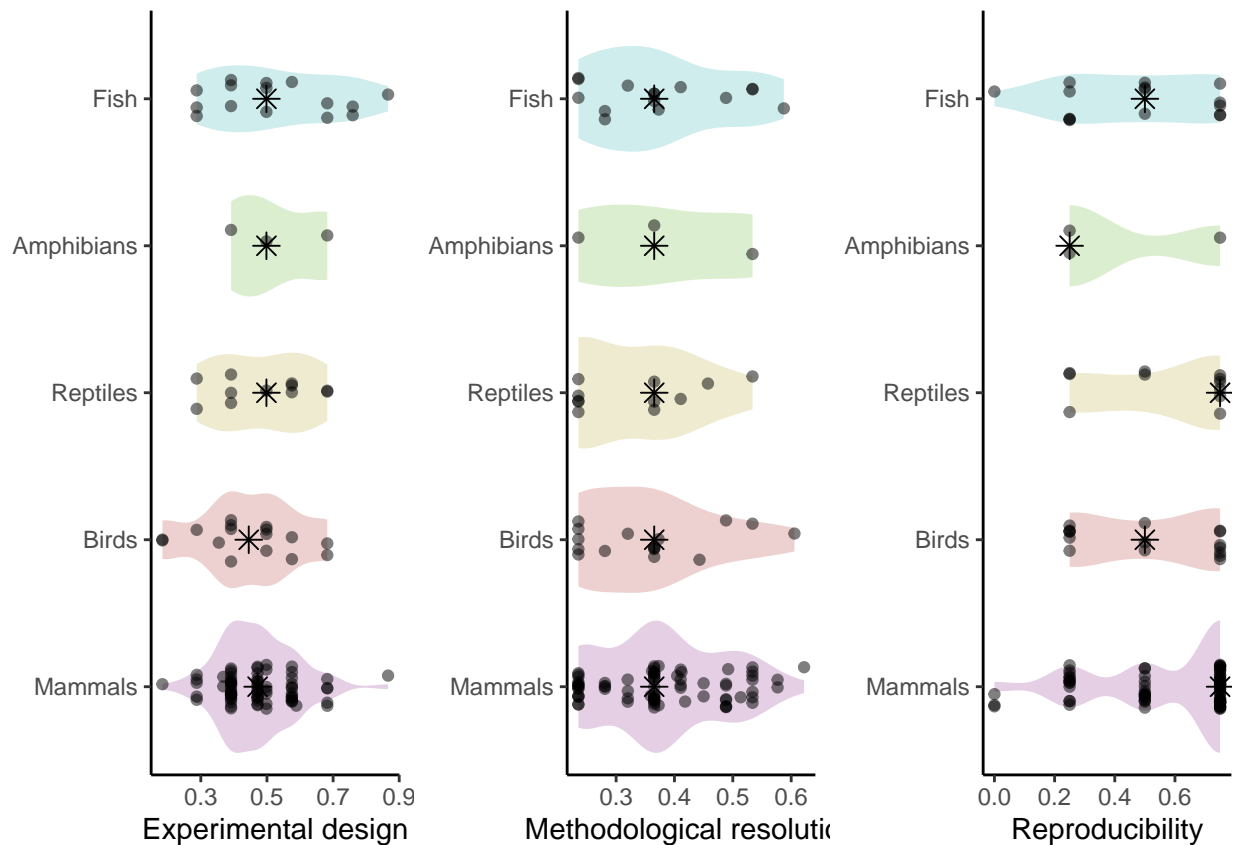 Fish
Amphibians
Reptiles
Birds
Mammals
0.3 0.5 0.7 0.9
Experimental design
Fish
Amphibians
Reptiles
Birds
Mammals
0.3 0.4 0.5 0.6
Methodological resolutio
Fish
Amphibians
Reptiles
Birds
Mammals
0.0 0.2 0.4 0.6
Reproducibility